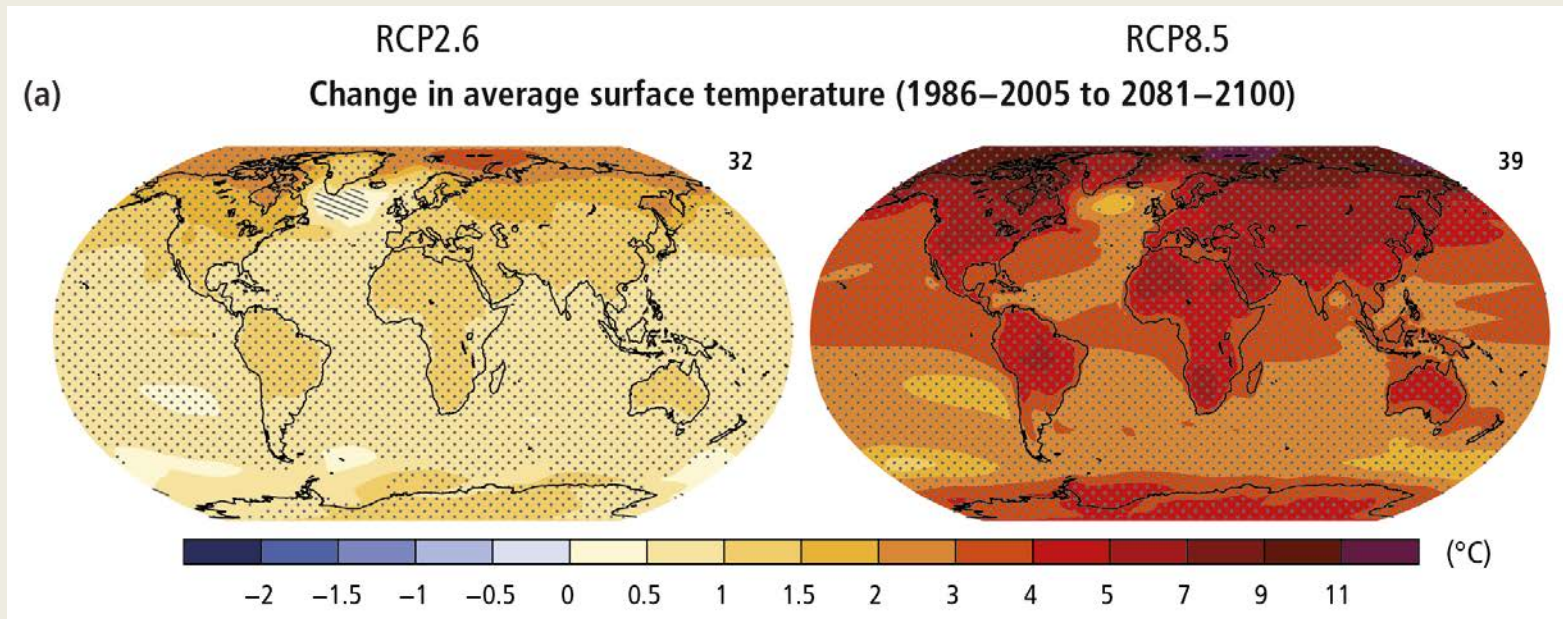 RCP2.6 RCP8.5
(a) Change in average surface temperature (1986–2005 to 2081–2100)
32 39
(°C)
−2 −1.5 −1 −0.5 0 0.5 1 1.5 2 3 4 5 7 9 11